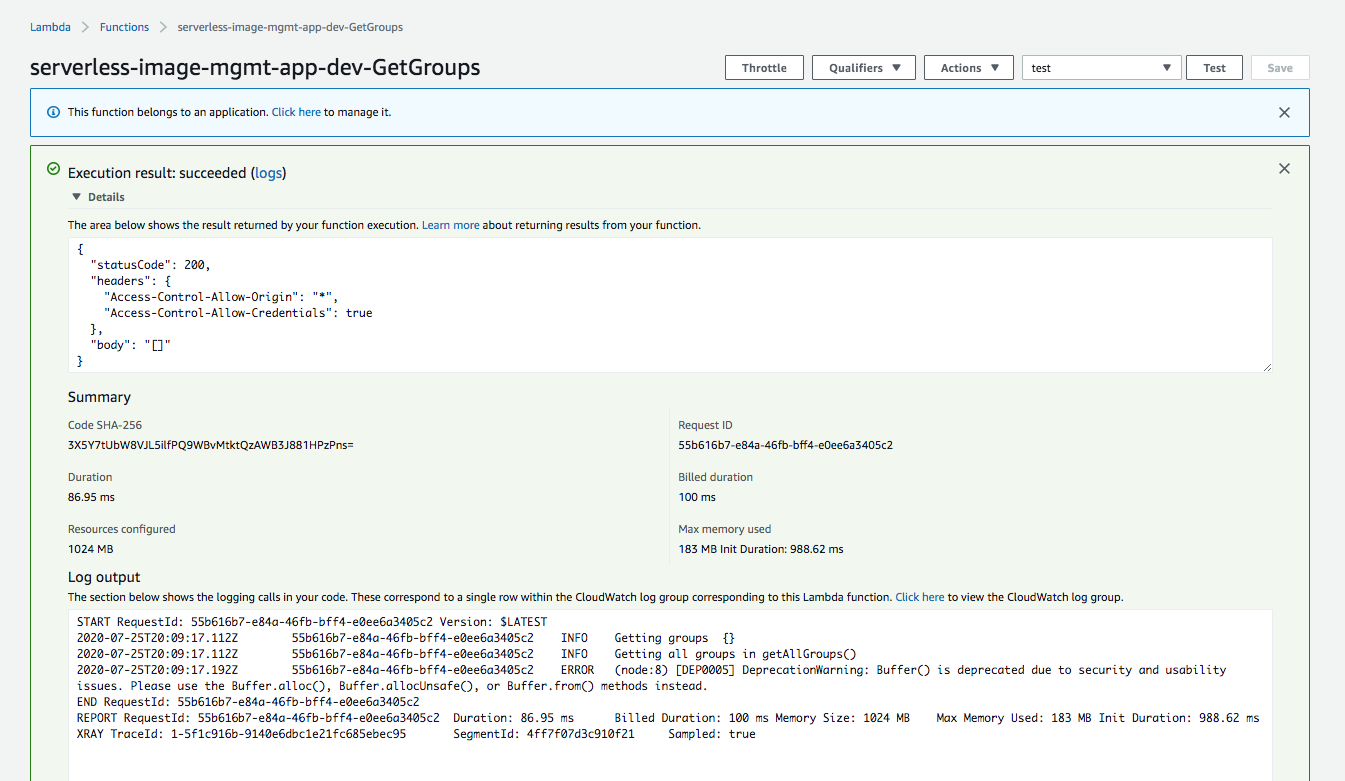 Lambda > Functions > serverless-image-mgmt-app-dev-GetGroups
serverless-image-mgmt-app-dev-GetGroups
Throttle
Qualifiers
Actions
test
Test
Save
This function belongs to an application. Click here to manage it.
Execution result: succeeded (logs)
Details
The area below shows the result returned by your function execution. Learn more about returning results from your function.
{
"statusCode": 200,
"headers": {
"Access-Control-Allow-Origin": "*",
"Access-Control-Allow-Credentials": true
},
"body": "[]"
}
Summary
Code SHA-256
3X5Y7tUbW8VJL5ilfPQ9WBvMtktQzAWB3J881HPzPns=
Request ID
55b616b7-e84a-46fb-bff4-e0ee6a3405c2
Duration
86.95 ms
Billed duration
100 ms
Resources configured
1024 MB
Max memory used
183 MB Init Duration: 988.62 ms
Log output
The section below shows the logging calls in your code. These correspond to a single row within the CloudWatch log group corresponding to this Lambda function. Click here to view the CloudWatch log group.
START RequestId: 55b616b7-e84a-46fb-bff4-e0ee6a3405c2 Version: $LATEST
2020-07-25T20:09:17.112Z 55b616b7-e84a-46fb-bff4-e0ee6a3405c2 INFO Getting groups {}
2020-07-25T20:09:17.112Z 55b616b7-e84a-46fb-bff4-e0ee6a3405c2 INFO Getting all groups in getAllGroups()
2020-07-25T20:09:17.192Z 55b616b7-e84a-46fb-bff4-e0ee6a3405c2 ERROR (node:8) [DEP0005] DeprecationWarning: Buffer() is deprecated due to security and usability
issues. Please use the Buffer.alloc(), Buffer.allocUnsafe(), or Buffer.from() methods instead.
END RequestId: 55b616b7-e84a-46fb-bff4-e0ee6a3405c2
REPORT RequestId: 55b616b7-e84a-46fb-bff4-e0ee6a3405c2 Duration: 86.95 ms Billed Duration: 100 ms Memory Size: 1024 MB Max Memory Used: 183 MB Init Duration: 988.62 ms
XRAY TraceId: 1-5f1c916b-9140e6dbc1e21fc685ebec95 SegmentId: 4ff7f07d3c910f21 Sampled: true